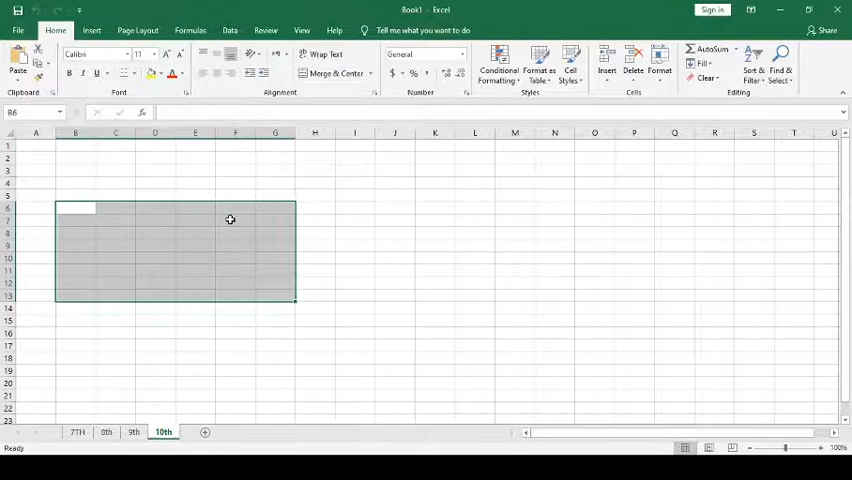 Book1 - Excel
Sign in
File Home Insert Page Layout Formulas Data Review View Help Tell me what you want to do Share
Paste
Calibri 11
B I U
Wrap Text
Merge & Center
General
$ % ,
Conditional Formatting
Format as Table
Cell Styles
Insert Delete Format
AutoSum
Fill
Clear
Sort & Filter
Find & Select
Clipboard Font Alignment Number Styles Cells Editing
B6 fx
A B C D E F G H I J K L M N O P Q R S T U
1
2
3
4
5
6
7
8
9
10
11
12
13
14
15
16
17
18
19
20
21
22
23
7TH 8th 9th 10th
Ready 100%